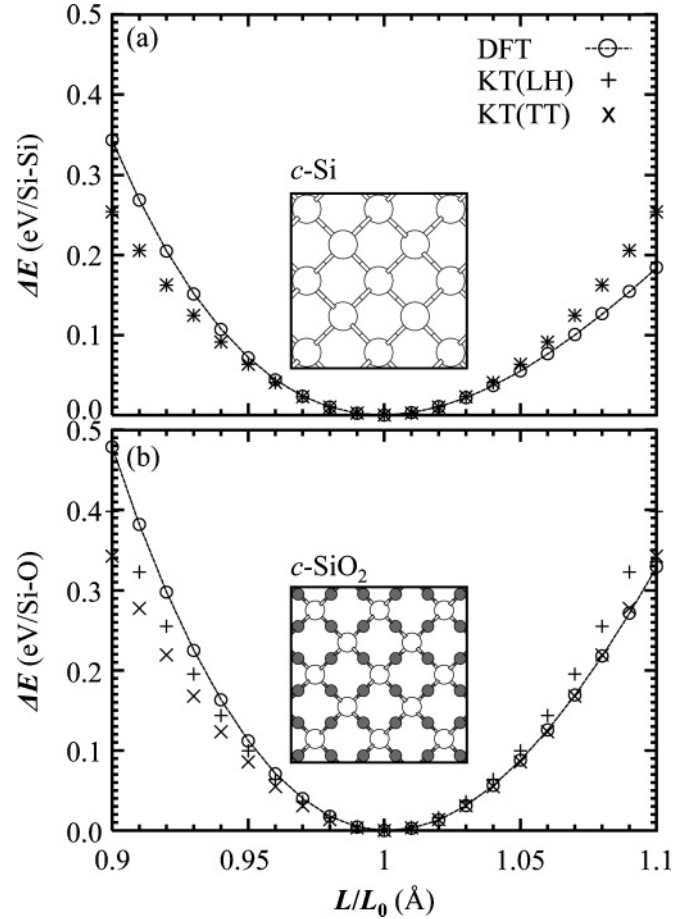 0.5
(a)
DFT
KT(LH)
KT(TT)
0.4
c-Si
0.3
ΔE (eV/Si-Si)
0.2
0.1
0.0
0.5
(b)
0.4
c-SiO₂
0.3
ΔE (eV/Si-O)
0.2
0.1
0.0
0.9 0.95 1 1.05 1.1
L/L₀ (Å)